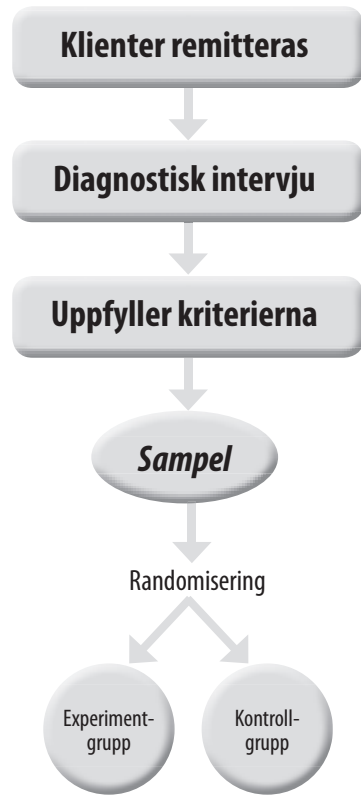 Klienter remitteras
Diagnostisk intervju
Uppfyller kriterierna
Sampel
Randomisering
Experiment-
grupp
Kontroll-
grupp